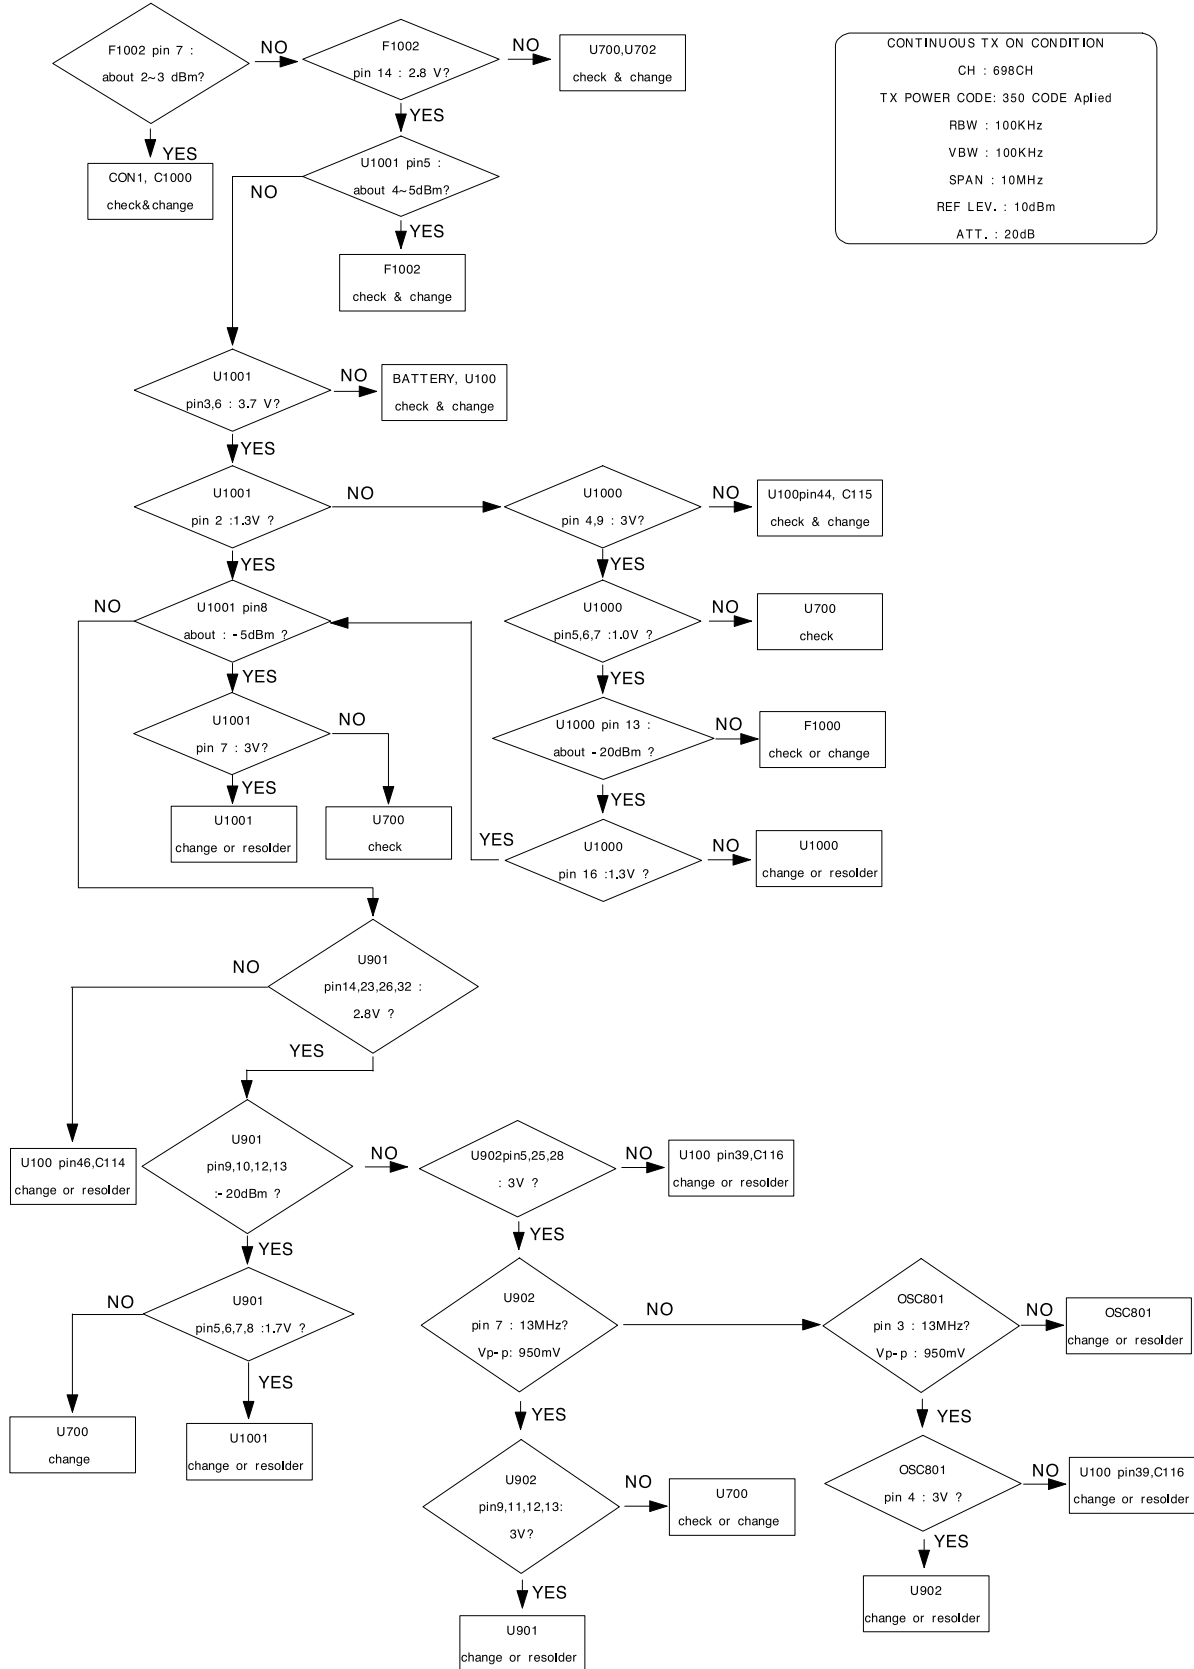 F1002 pin 7 :
about 2~3 dBm?
NO
F1002
pin 14 : 2.8 V?
NO
U700,U702
check & change
YES
CON1, C1000
check&change
YES
U1001 pin5 :
about 4~5dBm?
NO
YES
F1002
check & change
CONTINUOUS TX ON CONDITION
CH : 698CH
TX POWER CODE: 350 CODE Aplied
RBW : 100KHz
VBW : 100KHz
SPAN : 10MHz
REF LEV. : 10dBm
ATT. : 20dB
U1001
pin3,6 : 3.7 V?
NO
BATTERY, U100
check & change
YES
U1001
pin 2 :1.3V ?
NO
U1000
pin 4,9 : 3V?
NO
U100pin44, C115
check & change
YES
YES
NO
U1001 pin8
about : -5dBm ?
U1000
pin5,6,7 :1.0V ?
NO
U700
check
YES
YES
U1001
pin 7 : 3V?
NO
U1000 pin 13 :
about -20dBm ?
NO
F1000
check or change
YES
YES
U1001
change or resolder
U700
check
YES
U1000
pin 16 :1.3V ?
NO
U1000
change or resolder
U901
pin14,23,26,32 :
2.8V ?
NO
YES
U100 pin46,C114
change or resolder
U901
pin9,10,12,13
:-20dBm ?
NO
U902pin5,25,28
: 3V ?
NO
U100 pin39,C116
change or resolder
YES
YES
NO
U901
pin5,6,7,8 :1.7V ?
U902
pin 7 : 13MHz?
Vp-p: 950mV
NO
OSC801
pin 3 : 13MHz?
Vp-p : 950mV
NO
OSC801
change or resolder
YES
YES
YES
U700
change
U1001
change or resolder
U902
pin9,11,12,13:
3V?
NO
U700
check or change
OSC801
pin 4 : 3V ?
NO
U100 pin39,C116
change or resolder
YES
YES
U901
change or resolder
U902
change or resolder